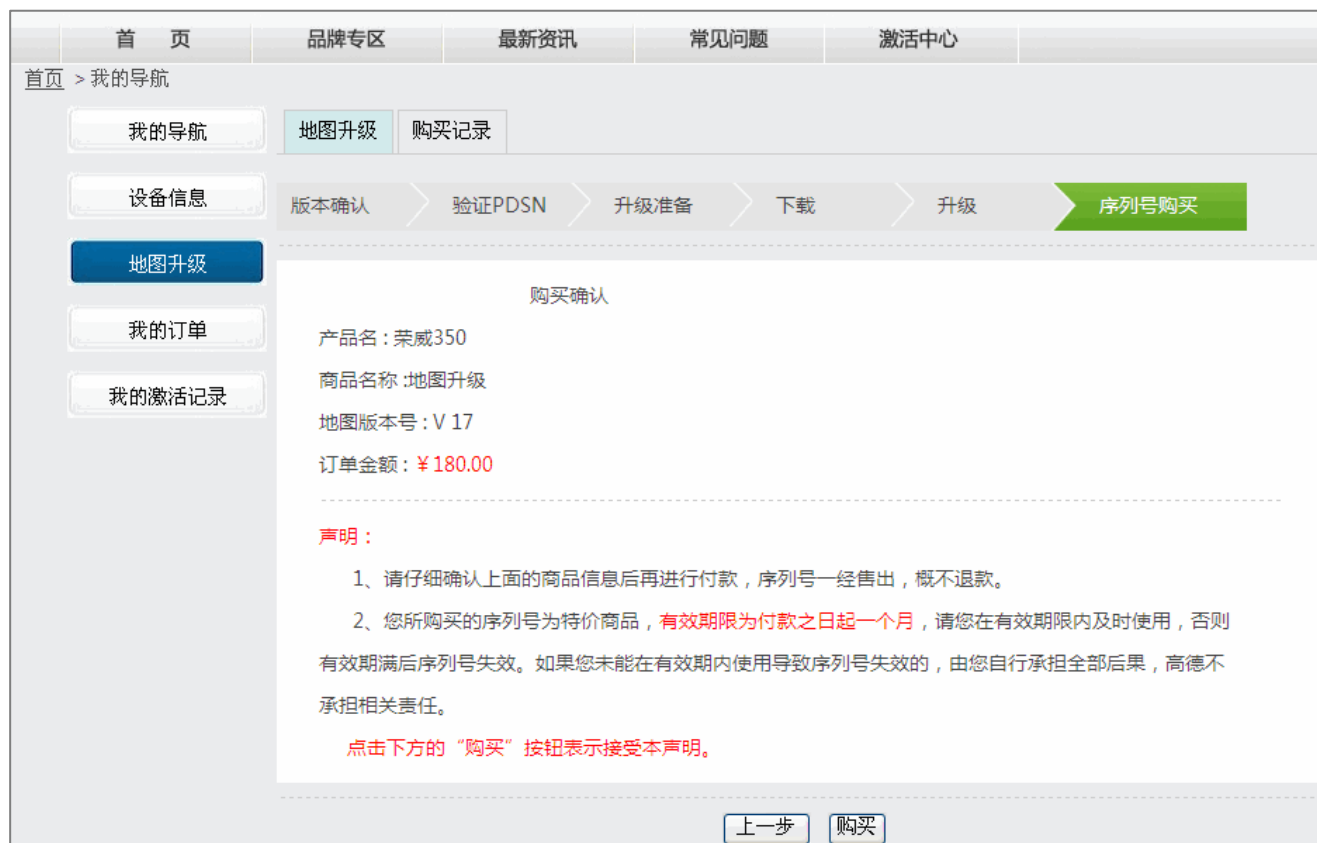 首 页 品牌专区 最新资讯 常见问题 激活中心
首页 > 我的导航
我的导航
设备信息
地图升级
我的订单
我的激活记录
地图升级 购买记录
版本确认 验证PDSN 升级准备 下载 升级 序列号购买
购买确认
产品名 : 荣威350
商品名称 :地图升级
地图版本号 : V 17
订单金额 : ¥ 180.00
声明：
1、请仔细确认上面的商品信息后再进行付款，序列号一经售出，概不退款。
2、您所购买的序列号为特价商品，有效期限为付款之日起一个月，请您在有效期限内及时使用，否则
有效期满后序列号失效。如果您未能在有效期内使用导致序列号失效的，由您自行承担全部后果，高德不
承担相关责任。
点击下方的“购买”按钮表示接受本声明。
上一步 购买